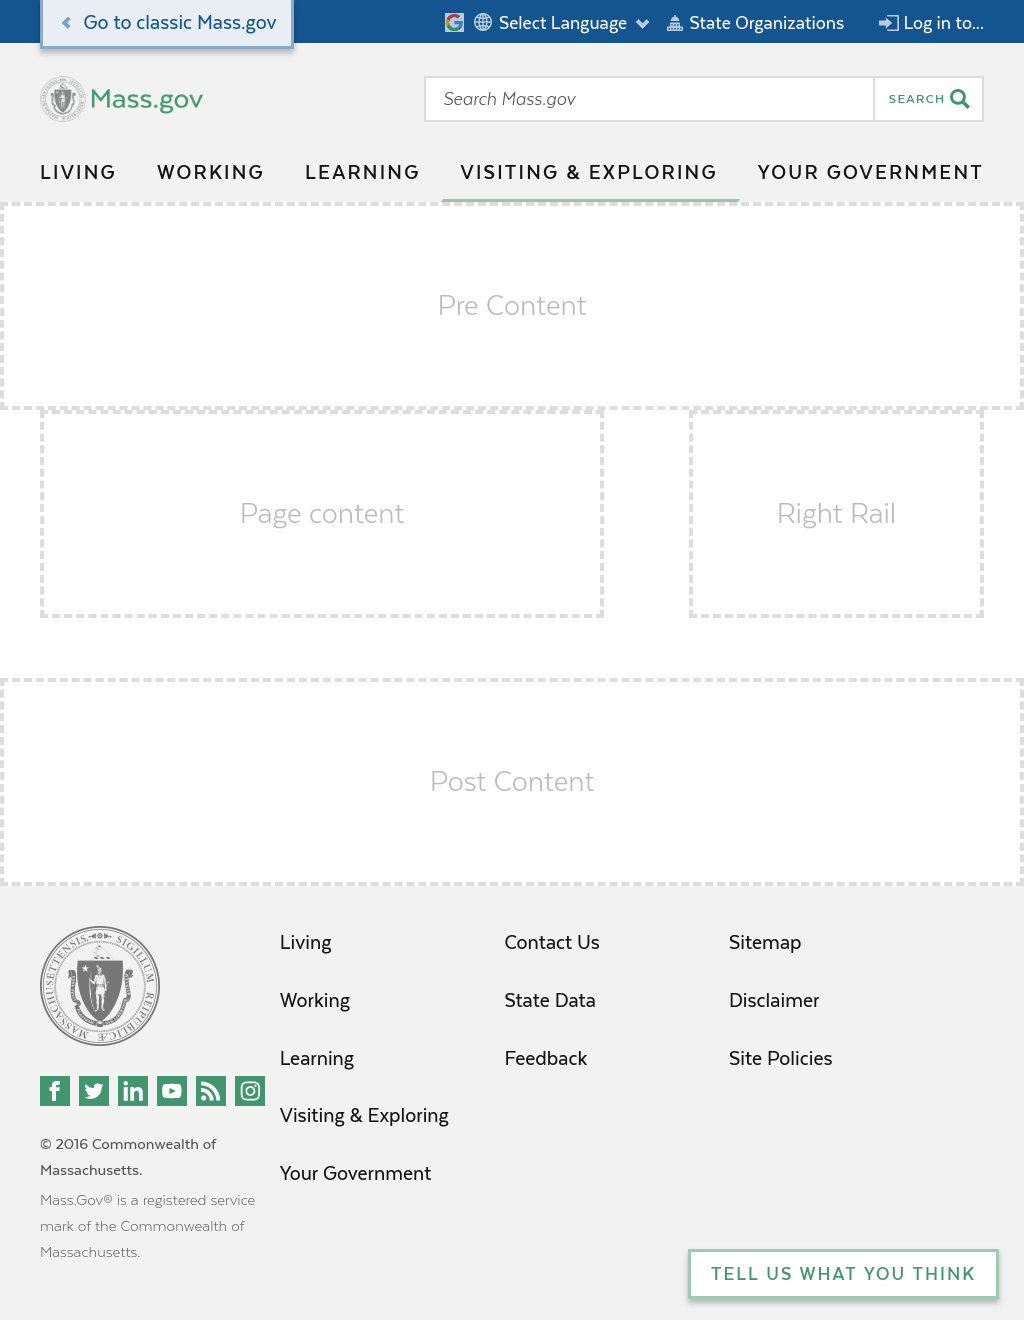 Go to classic Mass.gov
Select Language
State Organizations
Log in to...
Mass.gov
Search Mass.gov
SEARCH
LIVING
WORKING
LEARNING
VISITING & EXPLORING
YOUR GOVERNMENT
Pre Content
Page content
Right Rail
Post Content
SIGILLUM REIPUBLICÆ MASSACHUSETTENSIS
Living
Working
Learning
Visiting & Exploring
Your Government
Contact Us
State Data
Feedback
Sitemap
Disclaimer
Site Policies
© 2016 Commonwealth of
Massachusetts.
Mass.Gov® is a registered service
mark of the Commonwealth of
Massachusetts.
TELL US WHAT YOU THINK